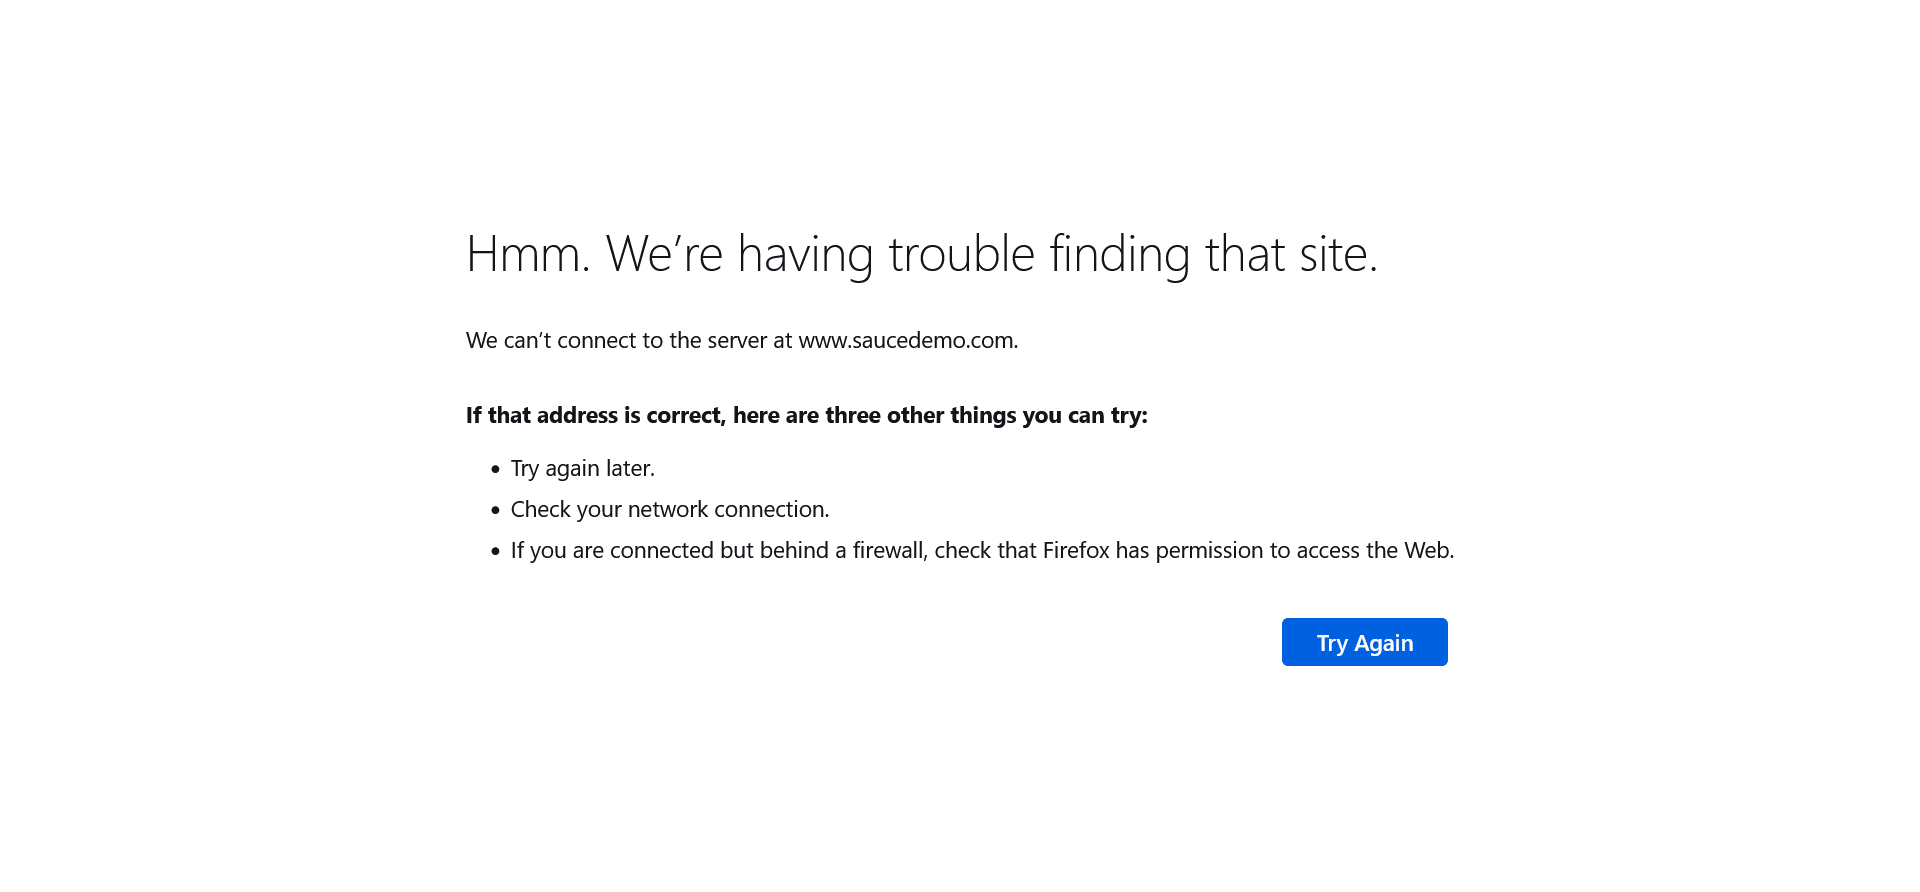 Hmm. We’re having trouble finding that site.
We can’t connect to the server at www.saucedemo.com.
If that address is correct, here are three other things you can try:
• Try again later.
• Check your network connection.
• If you are connected but behind a firewall, check that Firefox has permission to access the Web.
Try Again